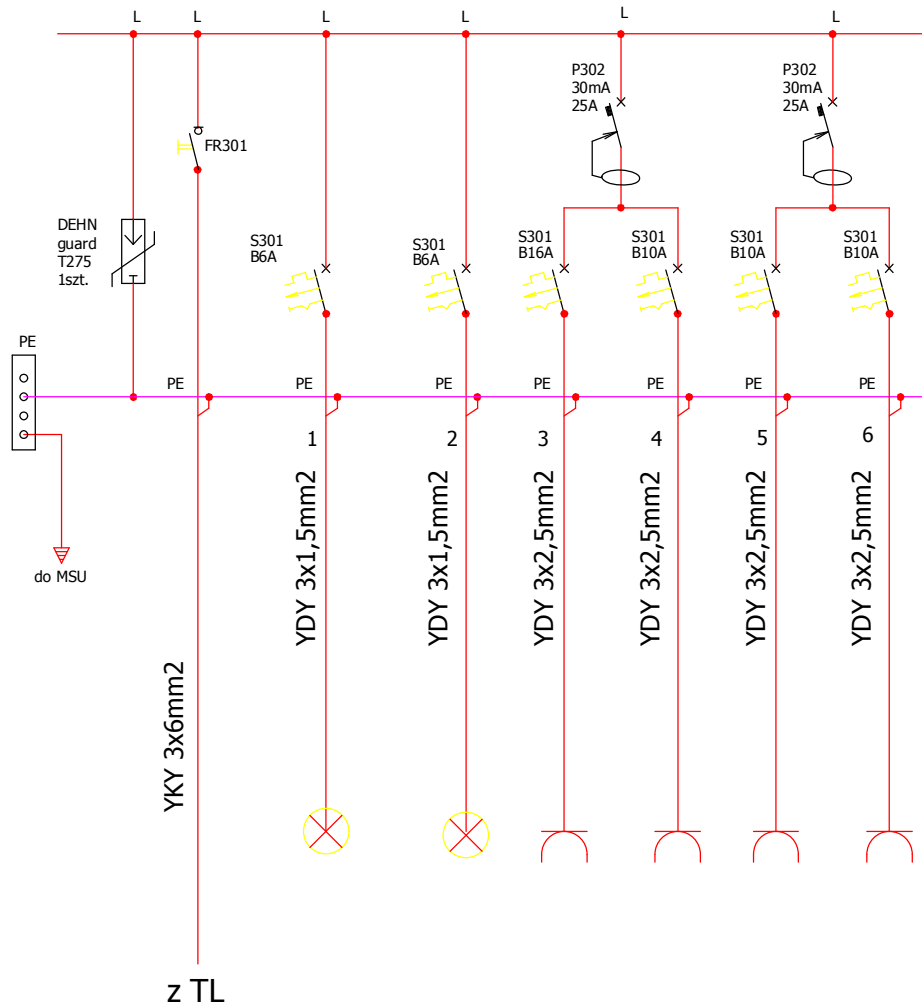 L
L
L
L
L
L
P302
30mA
25A
P302
30mA
25A
FR301
DEHN
guard
T275
1szt.
S301
B6A
S301
B6A
S301
B16A
S301
B10A
S301
B10A
S301
B10A
PE
PE
PE
PE
PE
PE
PE
PE
1
2
3
4
5
6
YDY 3x1,5mm2
YDY 3x1,5mm2
YDY 3x2,5mm2
YDY 3x2,5mm2
YDY 3x2,5mm2
YDY 3x2,5mm2
do MSU
YKY 3x6mm2
z TL